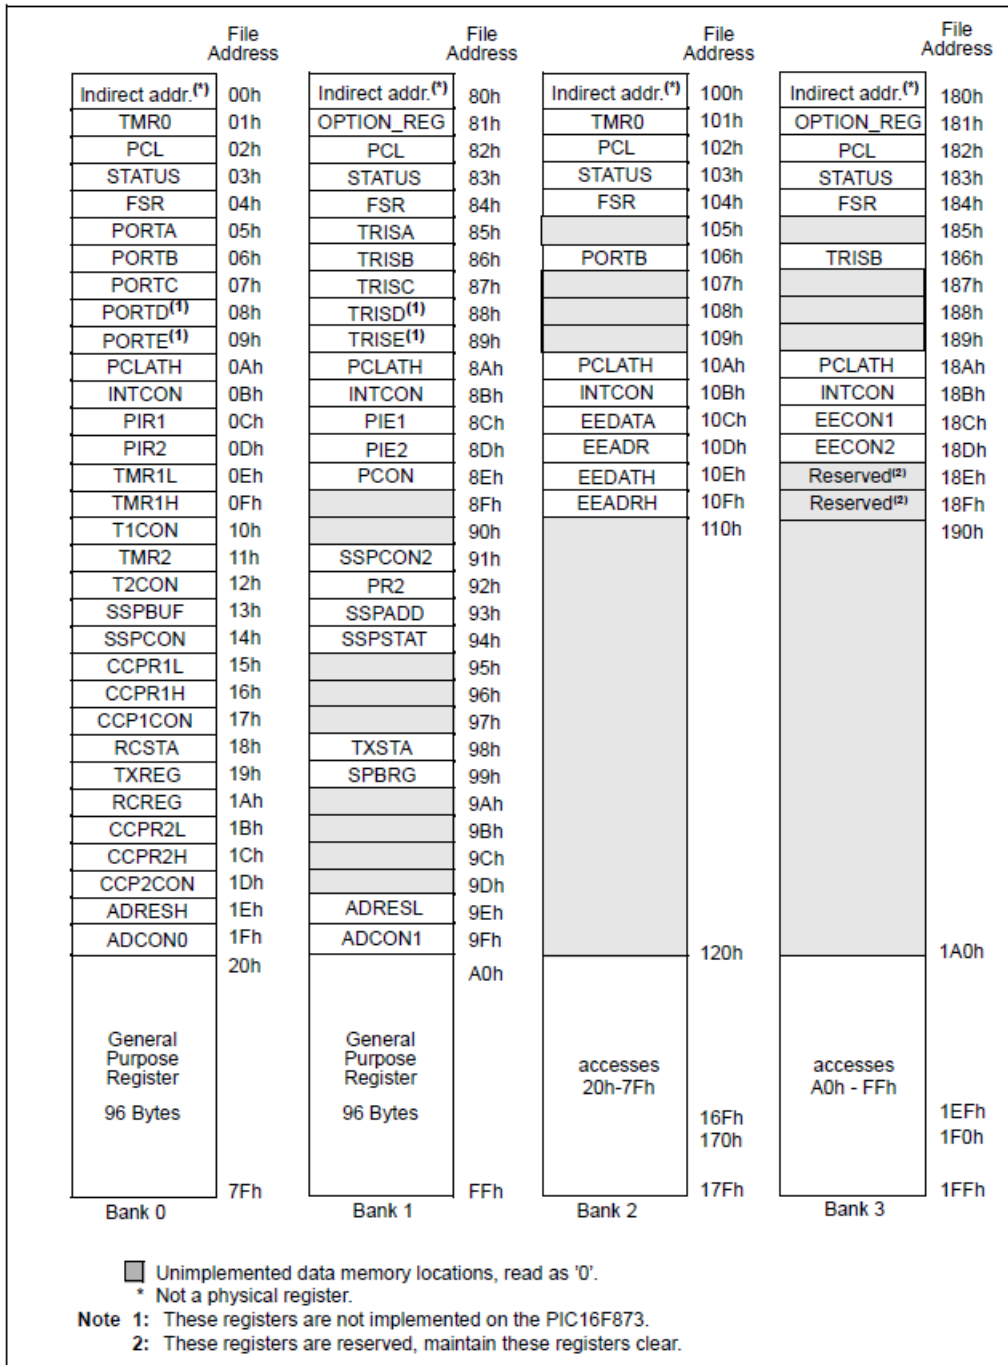 File Address File Address File Address File Address
Indirect addr.(*) 00h Indirect addr.(*) 80h Indirect addr.(*) 100h Indirect addr.(*) 180h
TMR0 01h OPTION_REG 81h TMR0 101h OPTION_REG 181h
PCL 02h PCL 82h PCL 102h PCL 182h
STATUS 03h STATUS 83h STATUS 103h STATUS 183h
FSR 04h FSR 84h FSR 104h FSR 184h
PORTA 05h TRISA 85h 105h 185h
PORTB 06h TRISB 86h PORTB 106h TRISB 186h
PORTC 07h TRISC 87h 107h 187h
PORTD(1) 08h TRISD(1) 88h 108h 188h
PORTE(1) 09h TRISE(1) 89h 109h 189h
PCLATH 0Ah PCLATH 8Ah PCLATH 10Ah PCLATH 18Ah
INTCON 0Bh INTCON 8Bh INTCON 10Bh INTCON 18Bh
PIR1 0Ch PIE1 8Ch EEDATA 10Ch EECON1 18Ch
PIR2 0Dh PIE2 8Dh EEADR 10Dh EECON2 18Dh
TMR1L 0Eh PCON 8Eh EEDATH 10Eh Reserved(2) 18Eh
TMR1H 0Fh 8Fh EEADRH 10Fh Reserved(2) 18Fh
T1CON 10h 90h 110h 190h
TMR2 11h SSPCON2 91h
T2CON 12h PR2 92h
SSPBUF 13h SSPADD 93h
SSPCON 14h SSPSTAT 94h
CCPR1L 15h 95h
CCPR1H 16h 96h
CCP1CON 17h 97h
RCSTA 18h TXSTA 98h
TXREG 19h SPBRG 99h
RCREG 1Ah 9Ah
CCPR2L 1Bh 9Bh
CCPR2H 1Ch 9Ch
CCP2CON 1Dh 9Dh
ADRESH 1Eh ADRESL 9Eh
ADCON0 1Fh ADCON1 9Fh 120h 1A0h
20h A0h
General General
Purpose Purpose accesses accesses
Register Register 20h-7Fh A0h - FFh
96 Bytes 96 Bytes 16Fh 1EFh
170h 1F0h
7Fh FFh 17Fh 1FFh
Bank 0 Bank 1 Bank 2 Bank 3
Unimplemented data memory locations, read as '0'.
* Not a physical register.
Note 1: These registers are not implemented on the PIC16F873.
2: These registers are reserved, maintain these registers clear.